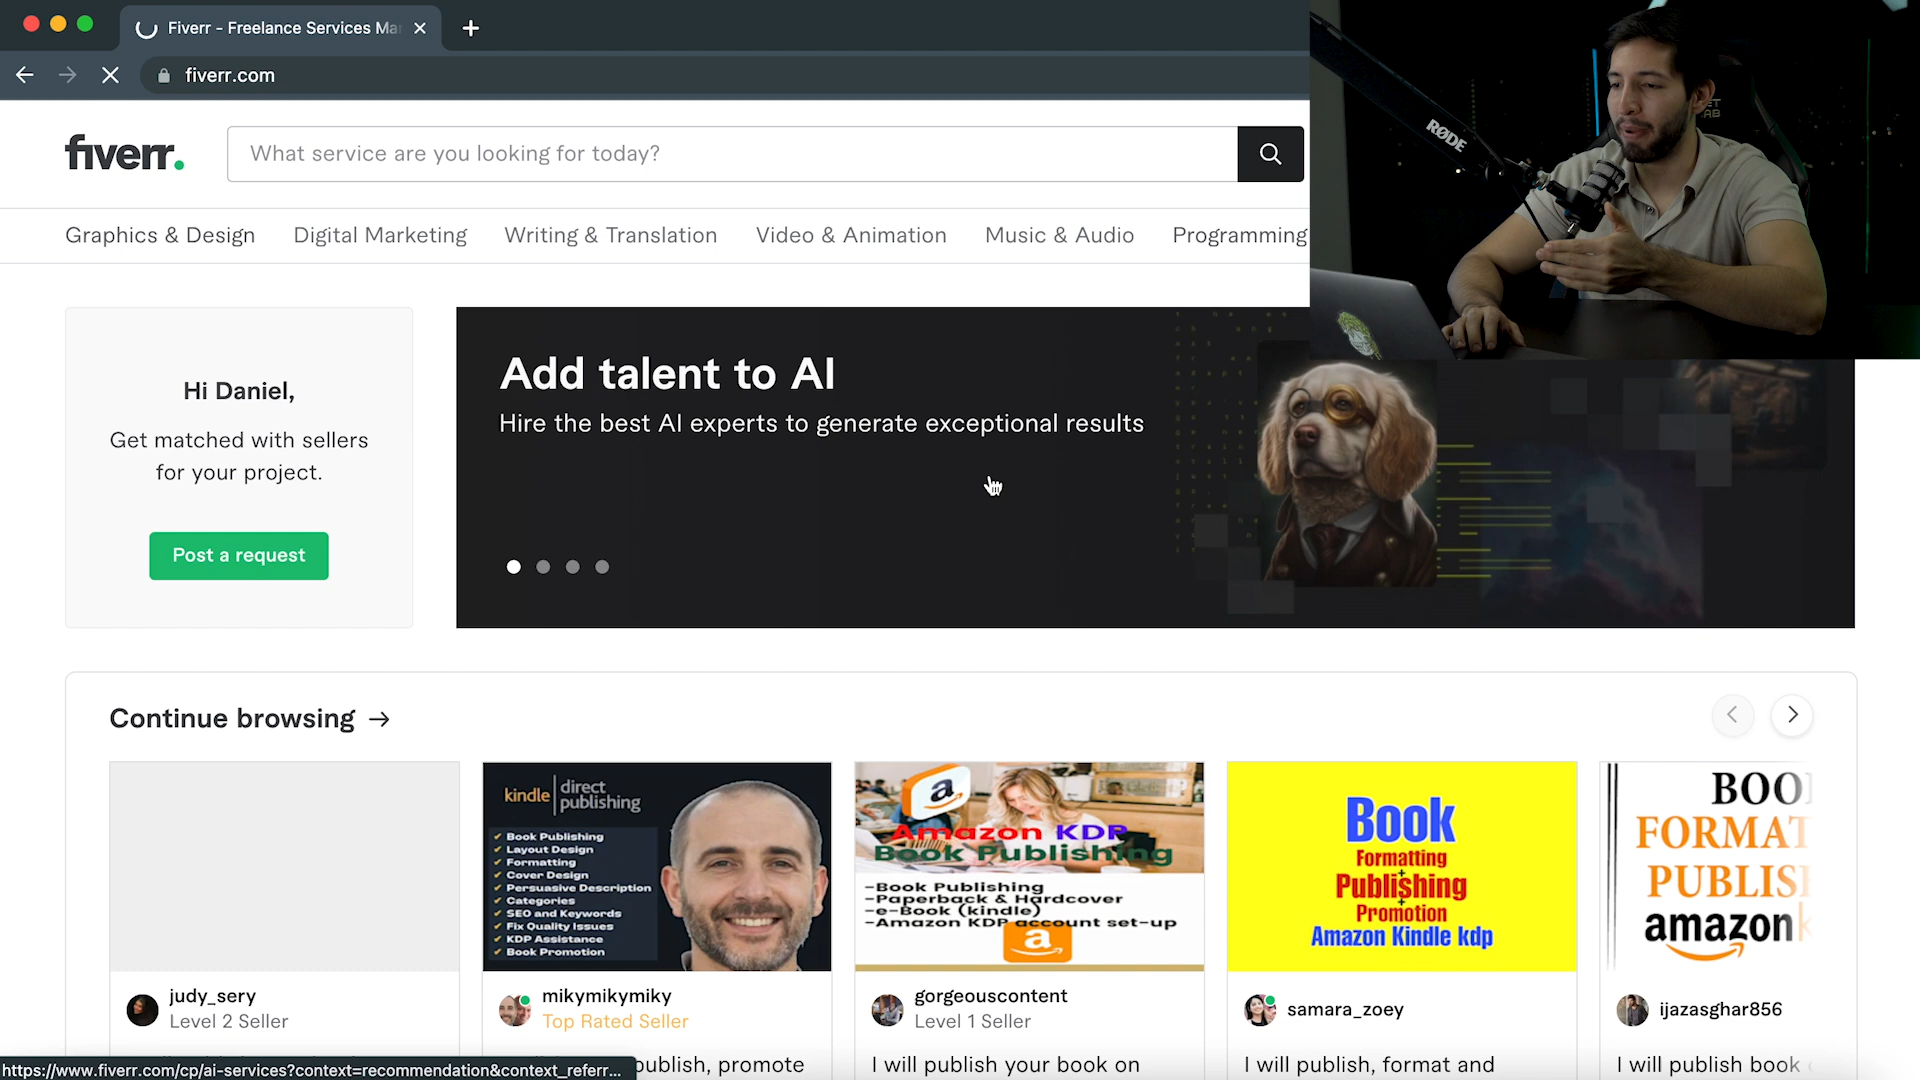 Fiverr - Freelance Services Ma
fiverr.com
fiverr.
What service are you looking for today?
Graphics & Design
Digital Marketing
Writing & Translation
Video & Animation
Music & Audio
Programming
RØDE
Hi Daniel,
Get matched with sellers
for your project.
Post a request
Add talent to AI
Hire the best AI experts to generate exceptional results
Continue browsing →
kindle | direct publishing
✓ Book Publishing
✓ Layout Design
✓ Formatting
✓ Cover Design
✓ Persuasive Description
✓ Categories
✓ SEO and Keywords
✓ Fix Quality Issues
✓ KDP Assistance
✓ Book Promotion
a
Amazon KDP
Book Publishing
-Book Publishing
-Paperback & Hardcover
-e-Book (kindle)
-Amazon KDP account set-up
a
Book
Formatting
+
Publishing
+
Promotion
Amazon Kindle kdp
BOO
FORMAT
PUBLIS
amazon
judy_sery
Level 2 Seller
mikymikymiky
Top Rated Seller
gorgeouscontent
Level 1 Seller
samara_zoey
ijazasghar856
publish, promote
I will publish your book on
I will publish, format and
I will publish book
https://www.fiverr.com/cp/ai-services?context=recommendation&context_referr...